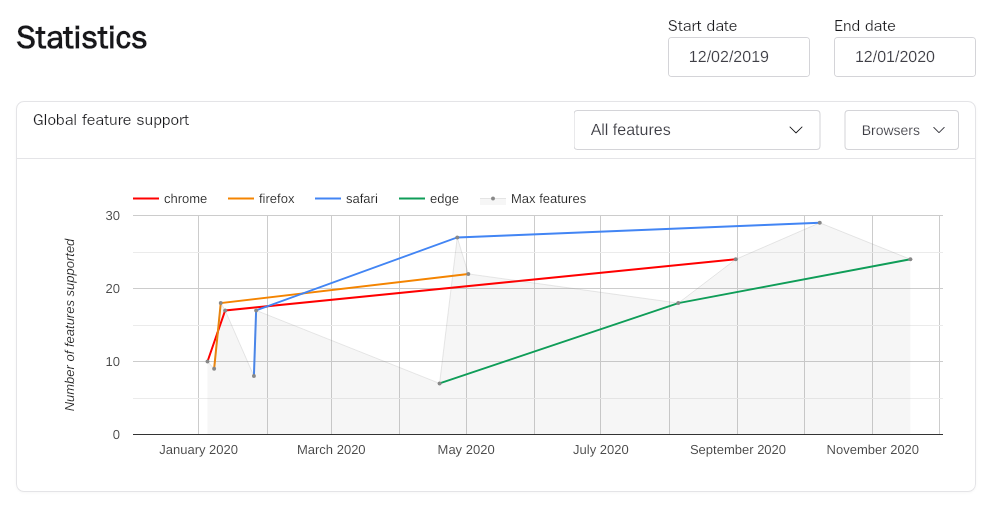 Statistics
Start date
End date
12/02/2019
12/01/2020
Global feature support
All features
Browsers
chrome
firefox
safari
edge
Max features
Number of features supported
30
20
10
0
January 2020
March 2020
May 2020
July 2020
September 2020
November 2020